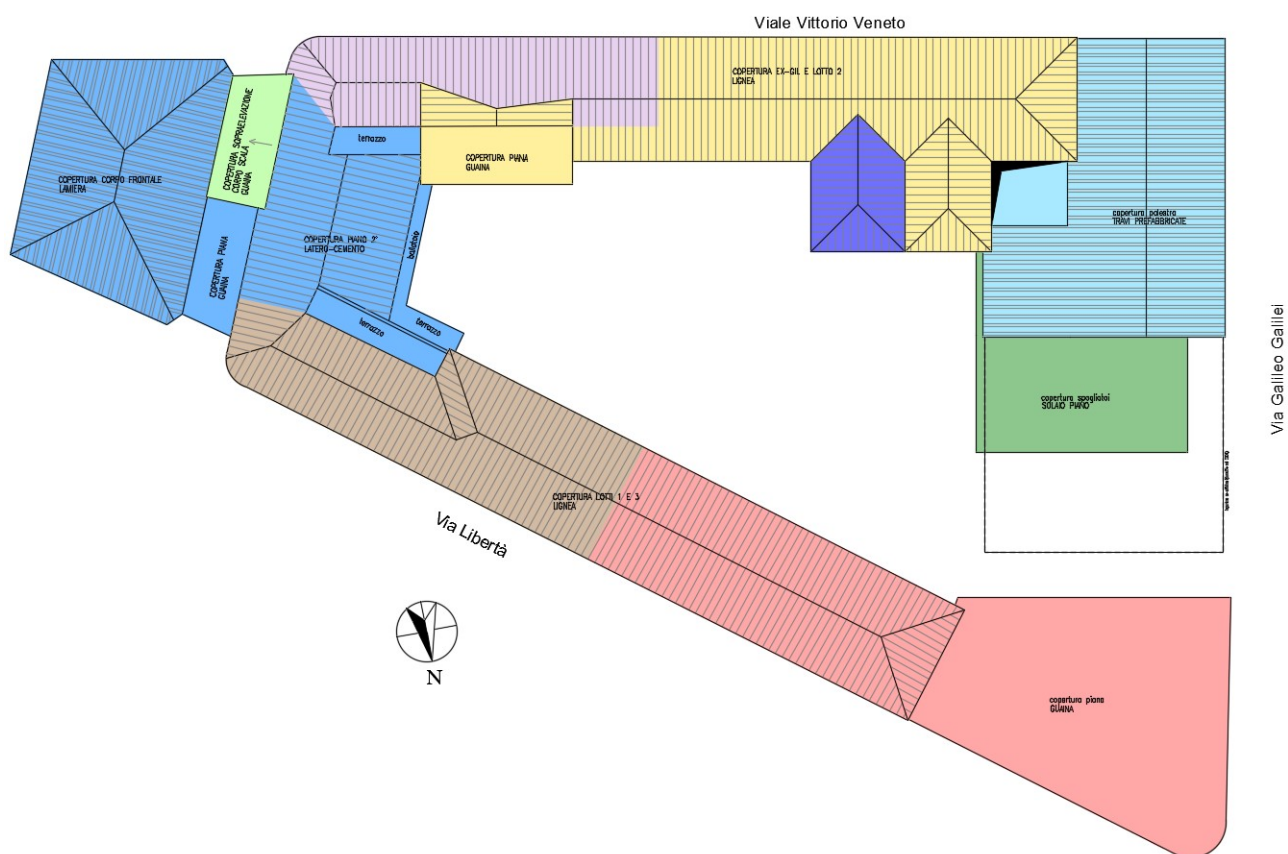 Viale Vittorio Veneto
COPERTURA EX-GIL E LOTTO 2
LIGNEA
COPERTURA SOPRAELEVAZIONE
CORPO SCALA
GUAINA
terrazzo
COPERTURA PIANA
GUAINA
COPERTURA CORPO FRONTALE
LAMIERA
COPERTURA PIANO 2°
LATERO-CEMENTO
ballatoio
COPERTURA PIANA
GUAINA
terrazzo
terrazzo
copertura palestra
TRAVI PREFABBRICATE
Via Galileo Galilei
copertura spogliatoi
SOLAIO PIANO
COPERTURA LOTTI 1 E 3
LIGNEA
Via Libertà
N
copertura piana
GUAINA